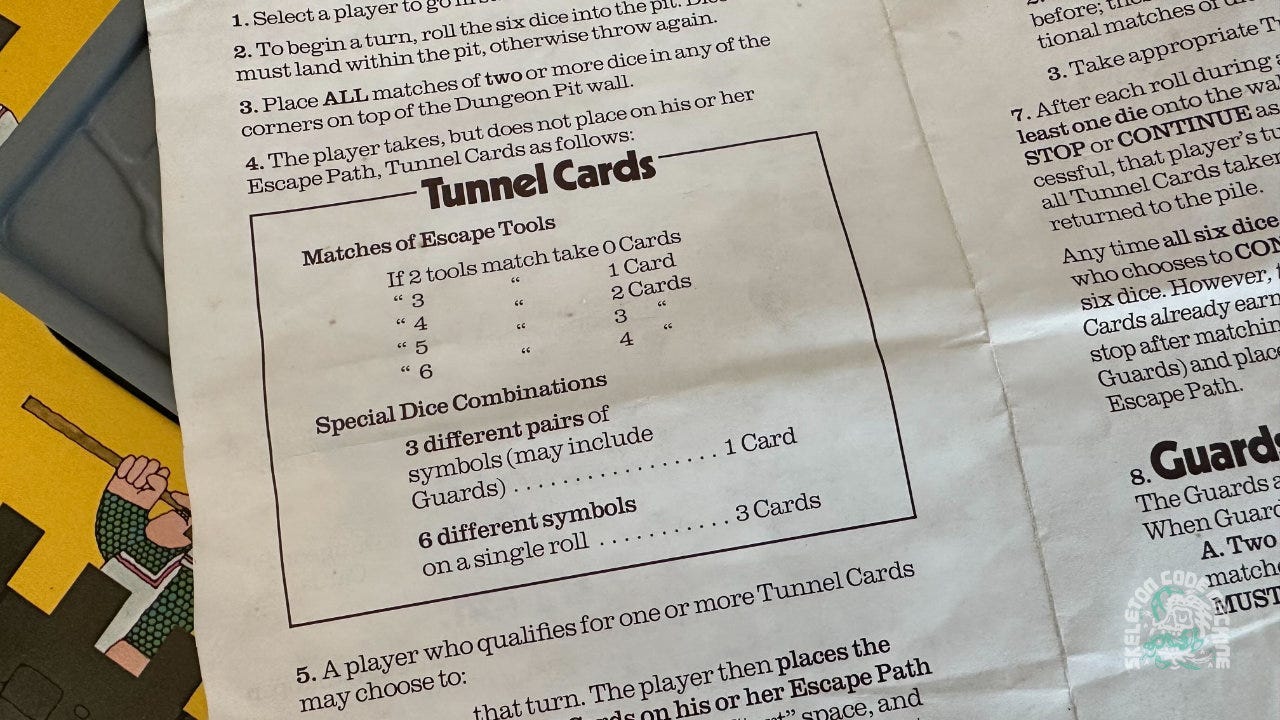 1. Select a player to go
2. To begin a turn, roll the six dice into the pit. Dice
must land within the pit, otherwise throw again.
3. Place ALL matches of two or more dice in any of the
corners on top of the Dungeon Pit wall.
4. The player takes, but does not place on his or her
Escape Path, Tunnel Cards as follows:
Tunnel Cards
Matches of Escape Tools
If 2 tools match take 0 Cards
“ 3 “ 1 Card
“ 4 “ 2 Cards
“ 5 “ 3 “
“ 6 “ 4 “
Special Dice Combinations
3 different pairs of
symbols (may include
Guards) . . . . . . . . . . . . . . . . 1 Card
6 different symbols
on a single roll . . . . . . . . . . . 3 Cards
5. A player who qualifies for one or more Tunnel Cards
may choose to:
that turn. The player then places the
Cards on his or her Escape Path
space, and
before;
tional matches of
3. Take appropriate T
7. After each roll during
least one die onto the wa
STOP or CONTINUE as
cessful, that player's tu
all Tunnel Cards taken
returned to the pile.
Any time all six dice
who chooses to CON
six dice. However,
Cards already earn
stop after matchin
Guards) and place
Escape Path.
8. Guards
The Guards a
When Guar
A. Two
matche
MUST
SKELETON CODE MACHINE